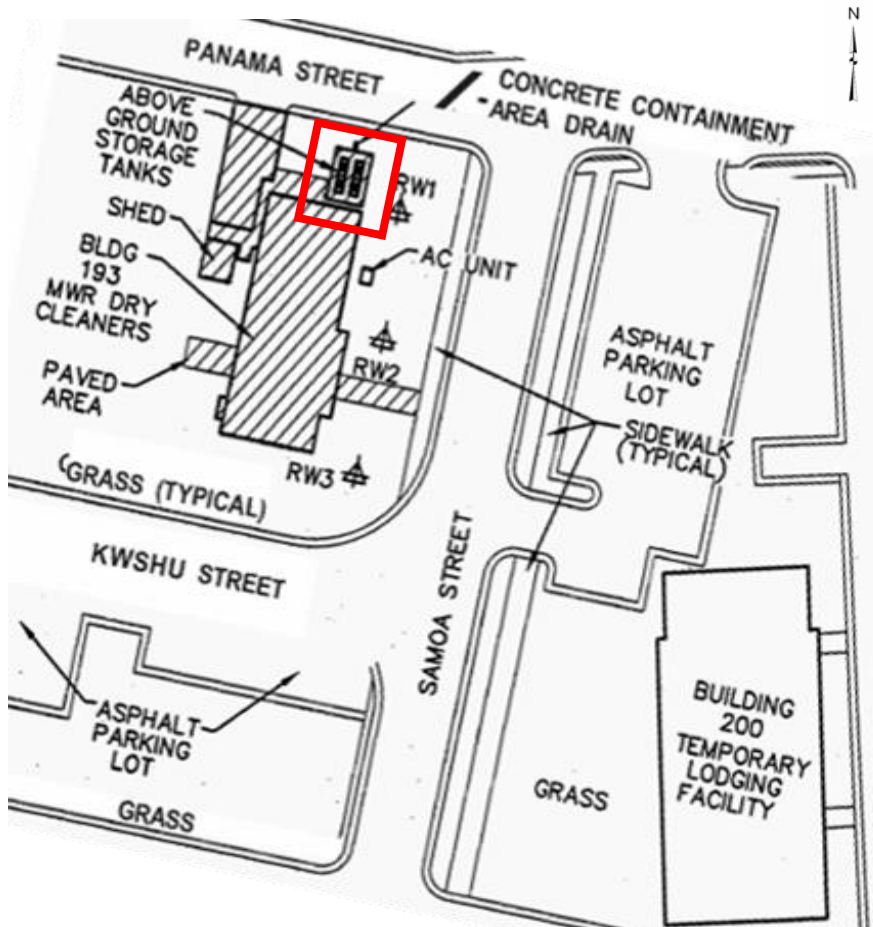 N
PANAMA STREET
CONCRETE CONTAINMENT
AREA DRAIN
ABOVE
GROUND
STORAGE
TANKS
RW1
SHED
AC UNIT
BLDG
193
MWR DRY
CLEANERS
ASPHALT
PARKING
LOT
RW2
PAVED
AREA
SIDEWALK
(TYPICAL)
RW3
GRASS (TYPICAL)
KWSHU STREET
SAMOA STREET
ASPHALT
PARKING
LOT
BUILDING
200
TEMPORARY
LODGING
FACILITY
GRASS
GRASS